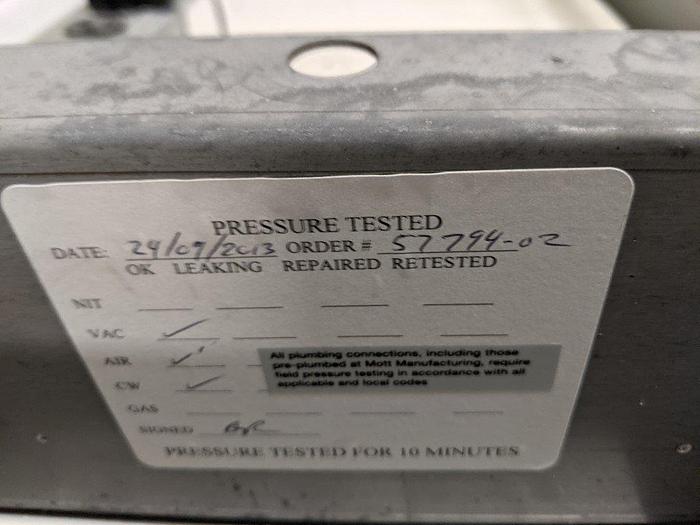 PRESSURE TESTED
DATE: 24/09/2013 ORDER # 57794-02
OK LEAKING REPAIRED RETESTED
NIT
VAC ✓
AIR ✓
CW ✓
GAS
SIGNED
PRESSURE TESTED FOR 10 MINUTES
All plumbing connections, including those
pre-plumbed at Mott Manufacturing, require
field pressure testing in accordance with all
applicable and local codes